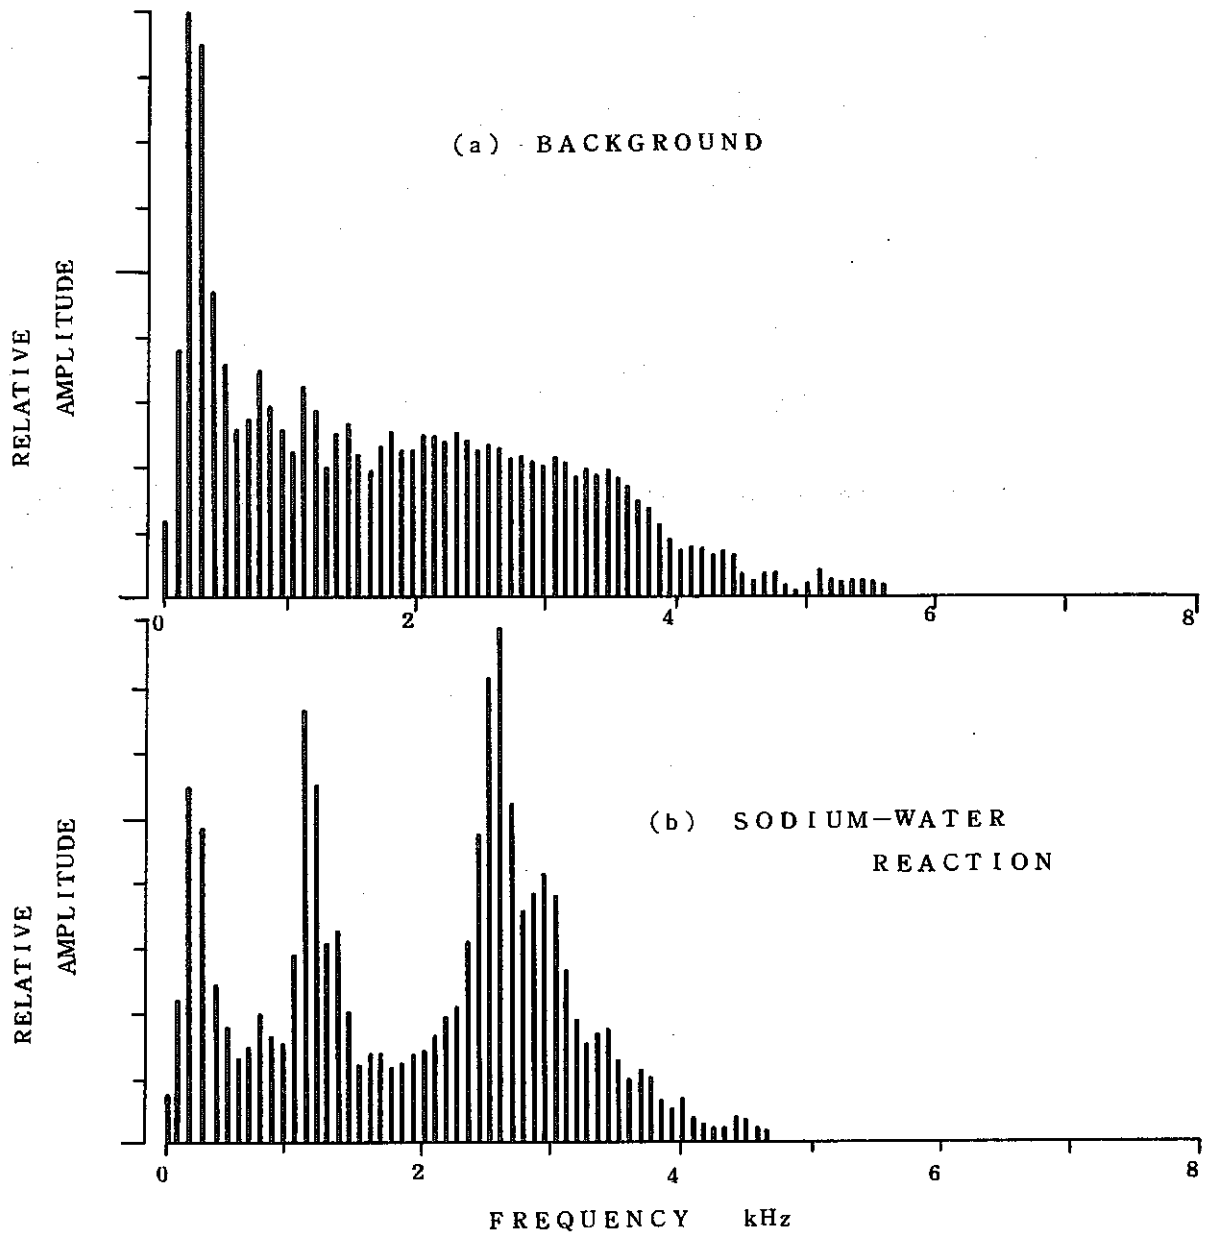 (a) BACKGROUND
RELATIVE
AMPLITUDE
0 2 4 6 8
(b) SODIUM-WATER
REACTION
RELATIVE
AMPLITUDE
0 2 4 6 8
FREQUENCY kHz